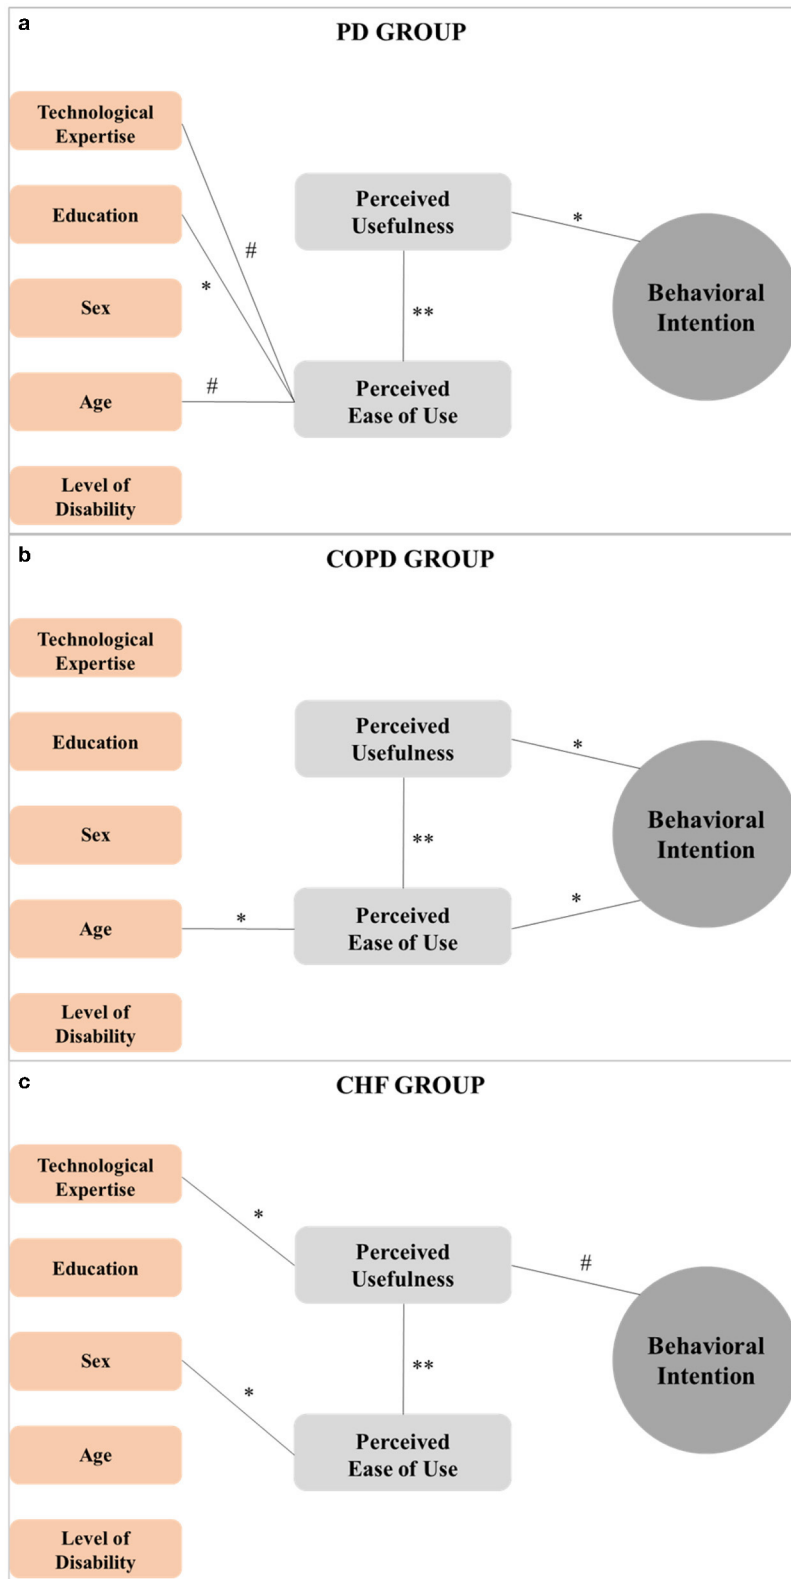 a
PD GROUP
Technological
Expertise
Education
Sex
Age
Level of
Disability
#
*
#
Perceived
Usefulness
**
Perceived
Ease of Use
*
Behavioral
Intention
b
COPD GROUP
Technological
Expertise
Education
Sex
Age
Level of
Disability
*
Perceived
Usefulness
**
Perceived
Ease of Use
*
*
Behavioral
Intention
c
CHF GROUP
Technological
Expertise
Education
Sex
Age
Level of
Disability
*
*
Perceived
Usefulness
**
Perceived
Ease of Use
#
Behavioral
Intention